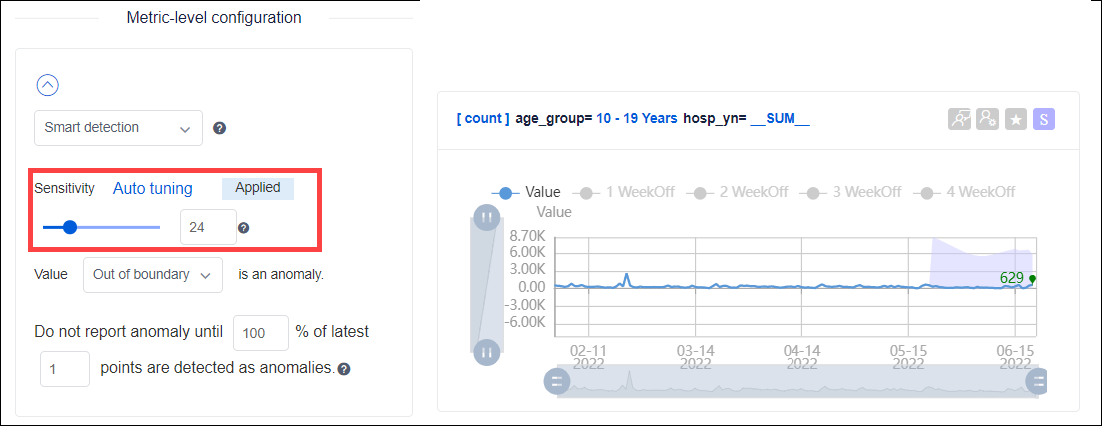 Metric-level configuration
Smart detection
Sensitivity Auto tuning Applied
24
Value Out of boundary is an anomaly.
Do not report anomaly until 100 % of latest
1 points are detected as anomalies.
[ count ] age_group= 10 - 19 Years hosp_yn= __SUM__
S
Value 1 WeekOff 2 WeekOff 3 WeekOff 4 WeekOff
Value
8.70K
6.00K
3.00K
0.00
-3.00K
-6.00K
629
02-11 2022
03-14 2022
04-14 2022
05-15 2022
06-15 2022